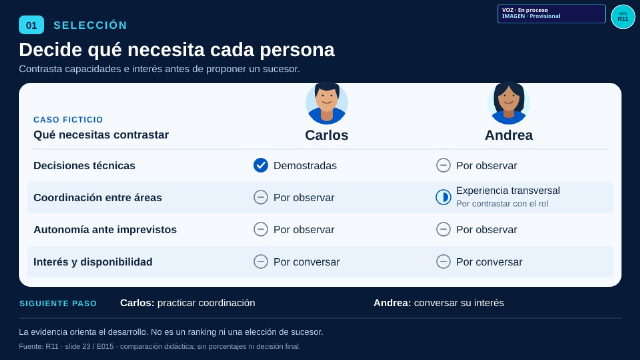 VOZ · En proceso
IMAGEN · Provisional
R11
01 SELECCIÓN
Decide qué necesita cada persona
Contrasta capacidades e interés antes de proponer un sucesor.
CASO FICTICIO
Qué necesitas contrastar Carlos Andrea
Decisiones técnicas Demostradas Por observar
Coordinación entre áreas Por observar Experiencia transversal
Por contrastar con el rol
Autonomía ante imprevistos Por observar Por observar
Interés y disponibilidad Por conversar Por conversar
SIGUIENTE PASO Carlos: practicar coordinación Andrea: conversar su interés
La evidencia orienta el desarrollo. No es un ranking ni una elección de sucesor.
Fuente: R11 · slide 23 / E015 · comparación didáctica; sin porcentajes ni decisión final.